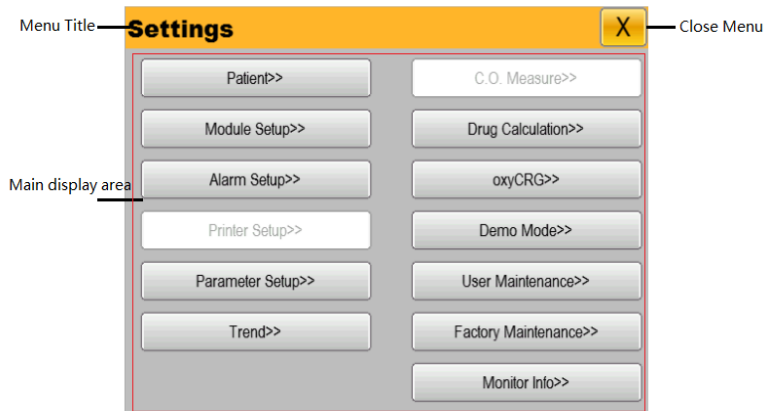 Menu Title
Settings
X
Close Menu
Patient>>
C.O. Measure>>
Module Setup>>
Drug Calculation>>
Main display area
Alarm Setup>>
oxyCRG>>
Printer Setup>>
Demo Mode>>
Parameter Setup>>
User Maintenance>>
Trend>>
Factory Maintenance>>
Monitor Info>>